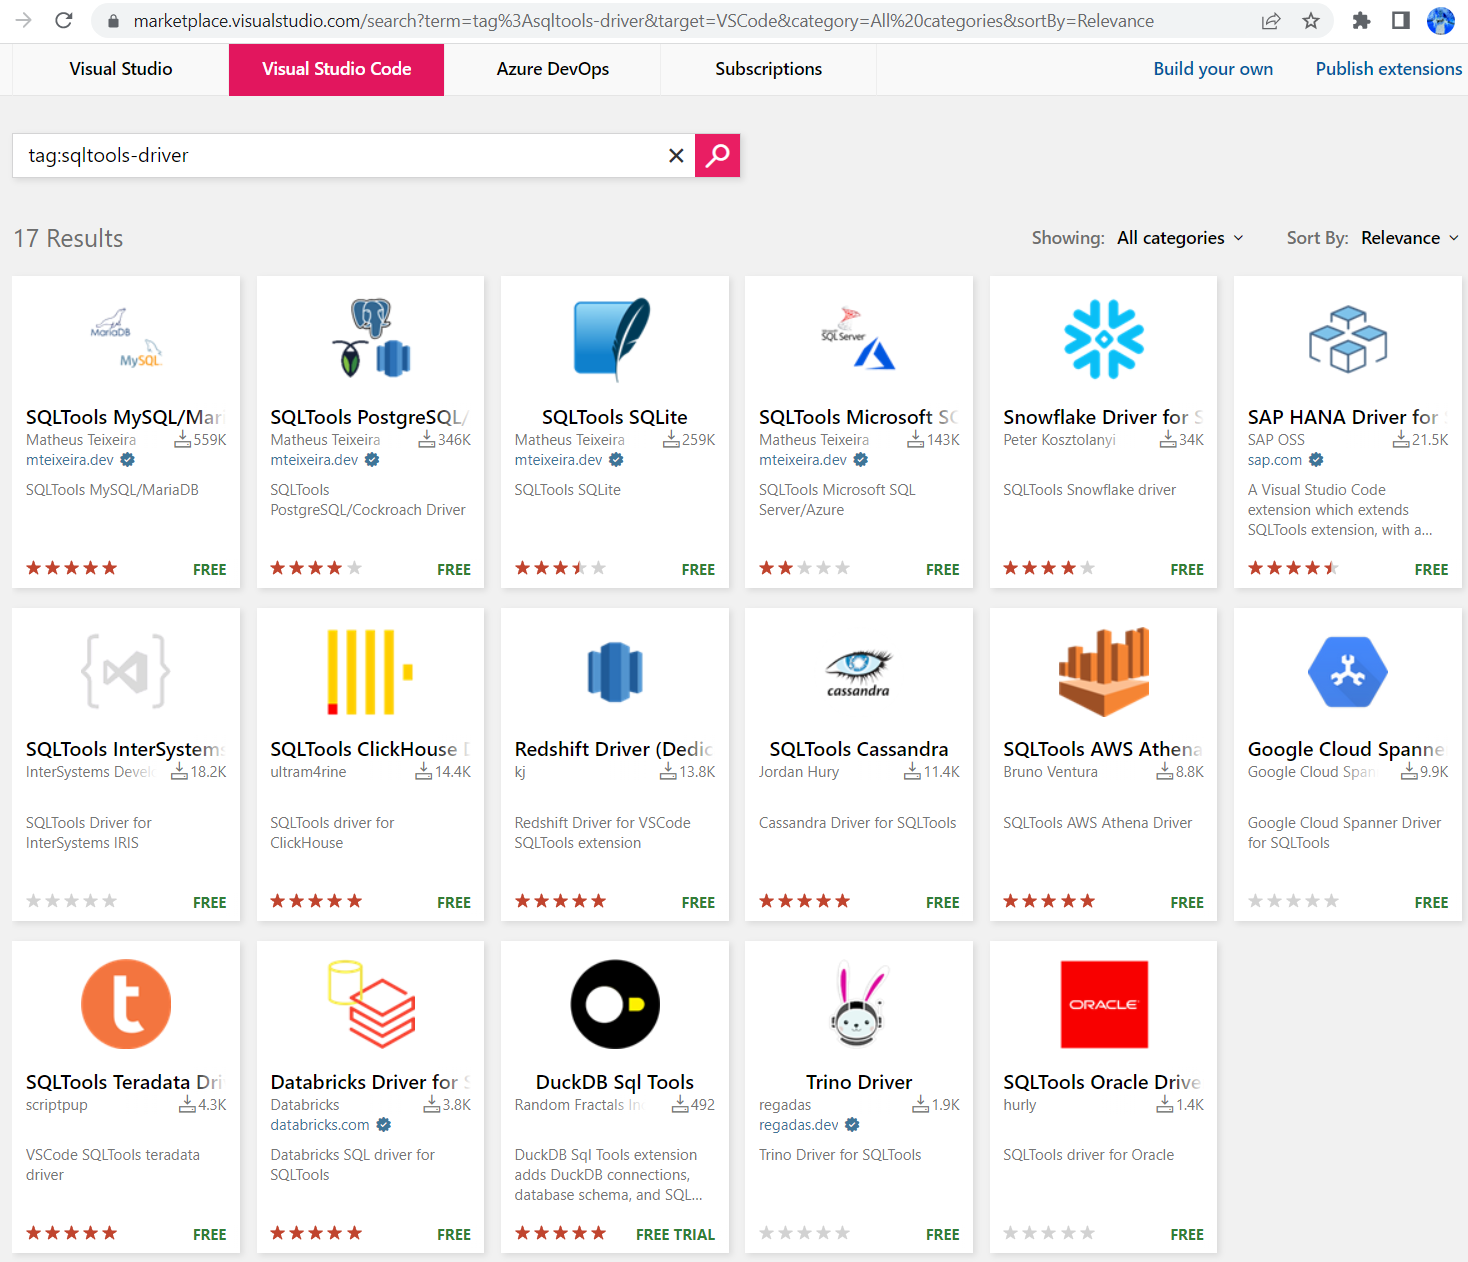 marketplace.visualstudio.com/search?term=tag%3Asqltools-driver&target=VSCode&category=All%20categories&sortBy=Relevance
Visual Studio Visual Studio Code Azure DevOps Subscriptions Build your own Publish extensions
tag:sqltools-driver
17 Results Showing: All categories Sort By: Relevance
MariaDB
MySQL
SQLTools MySQL/Mari
Matheus Teixeira 559K
mteixeira.dev
SQLTools MySQL/MariaDB
FREE
SQLTools PostgreSQL/
Matheus Teixeira 346K
mteixeira.dev
SQLTools
PostgreSQL/Cockroach Driver
FREE
SQLTools SQLite
Matheus Teixeira 259K
mteixeira.dev
SQLTools SQLite
FREE
SQL Server
SQLTools Microsoft SQ
Matheus Teixeira 143K
mteixeira.dev
SQLTools Microsoft SQL
Server/Azure
FREE
Snowflake Driver for S
Peter Kosztolanyi 34K
SQLTools Snowflake driver
FREE
SAP HANA Driver for
SAP OSS 21.5K
sap.com
A Visual Studio Code
extension which extends
SQLTools extension, with a...
FREE
SQLTools InterSystems
InterSystems Develo 18.2K
SQLTools Driver for
InterSystems IRIS
FREE
SQLTools ClickHouse D
ultram4rine 14.4K
SQLTools driver for
ClickHouse
FREE
Redshift Driver (Dedic
kj 13.8K
Redshift Driver for VSCode
SQLTools extension
FREE
cassandra
SQLTools Cassandra
Jordan Hury 11.4K
Cassandra Driver for SQLTools
FREE
SQLTools AWS Athena
Bruno Ventura 8.8K
SQLTools AWS Athena Driver
FREE
Google Cloud Spanne
Google Cloud Span 9.9K
Google Cloud Spanner Driver
for SQLTools
FREE
t
SQLTools Teradata Dri
scriptpup 4.3K
VSCode SQLTools teradata
driver
FREE
Databricks Driver for S
Databricks 3.8K
databricks.com
Databricks SQL driver for
SQLTools
FREE
DuckDB Sql Tools
Random Fractals In 492
DuckDB Sql Tools extension
adds DuckDB connections,
database schema, and SQL...
FREE TRIAL
Trino Driver
regadas 1.9K
regadas.dev
Trino Driver for SQLTools
FREE
ORACLE
SQLTools Oracle Drive
hurly 1.4K
SQLTools driver for Oracle
FREE